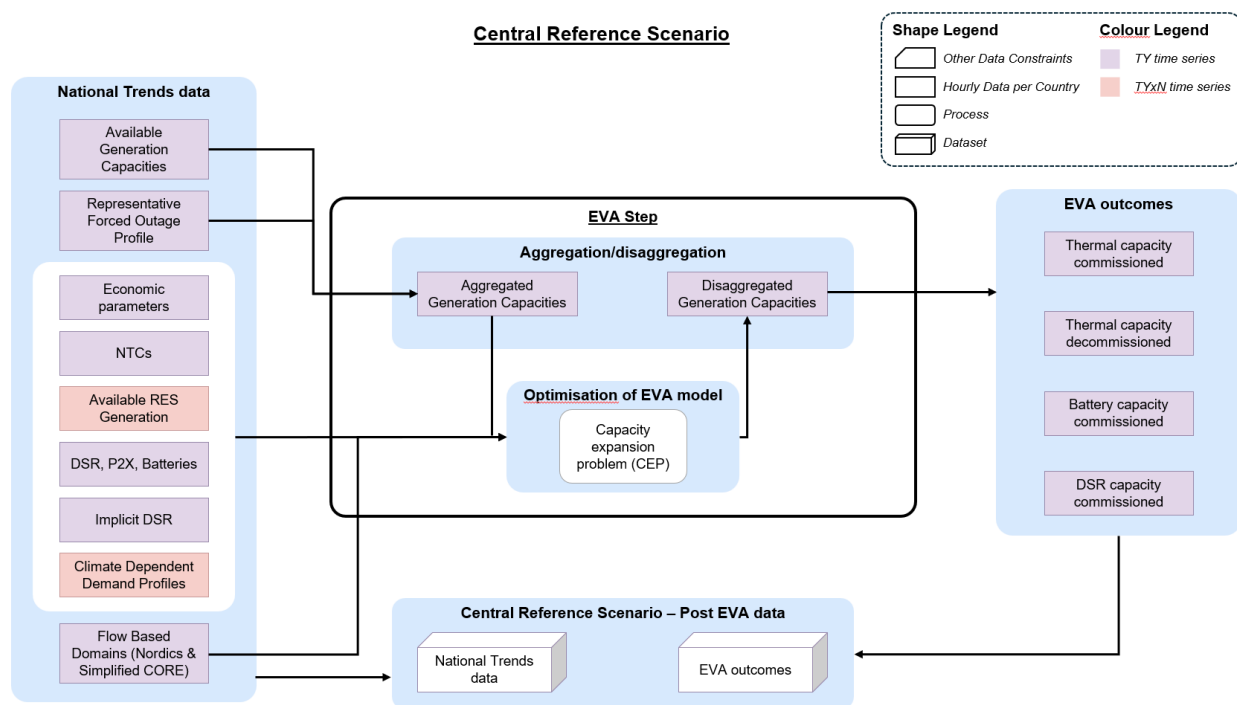 Central Reference Scenario
Shape Legend
Colour Legend
Other Data Constraints
TY time series
Hourly Data per Country
TYxN time series
Process
Dataset
National Trends data
Available
Generation
Capacities
Representative
Forced Outage
Profile
Economic
parameters
NTCs
Available RES
Generation
DSR, P2X, Batteries
Implicit DSR
Climate Dependent
Demand Profiles
Flow Based
Domains (Nordics &
Simplified CORE)
EVA Step
Aggregation/disaggregation
Aggregated
Generation Capacities
Disaggregated
Generation Capacities
Optimisation of EVA model
Capacity
expansion
problem (CEP)
EVA outcomes
Thermal capacity
commissioned
Thermal capacity
decommissioned
Battery capacity
commissioned
DSR capacity
commissioned
Central Reference Scenario – Post EVA data
National Trends
data
EVA outcomes